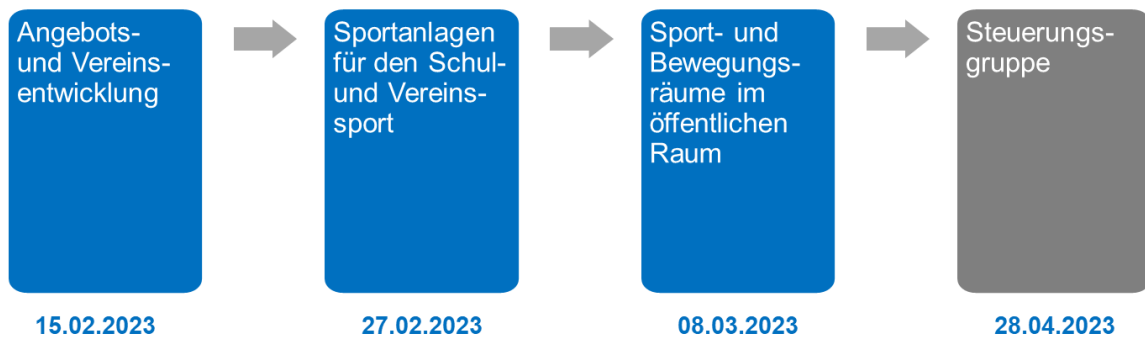 Angebots-
und Vereins-
entwicklung
Sportanlagen
für den Schul-
und Vereins-
sport
Sport- und
Bewegungs-
räume im
öffentlichen
Raum
Steuerungs-
gruppe
15.02.2023
27.02.2023
08.03.2023
28.04.2023